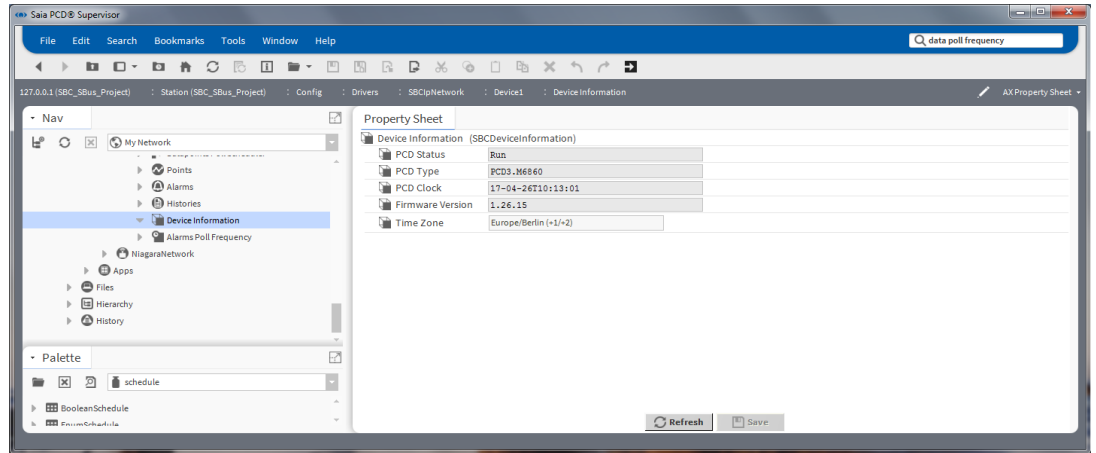 Saia PCD® Supervisor
File Edit Search Bookmarks Tools Window Help
data poll frequency
127.0.0.1 (SBC_SBus_Project) : Station (SBC_SBus_Project) : Config : Drivers : SBCIpNetwork : Device1 : Device Information
AX Property Sheet
Nav
My Network
Points
Alarms
Histories
Device Information
Alarms Poll Frequency
NiagaraNetwork
Apps
Files
Hierarchy
History
Palette
schedule
BooleanSchedule
EnumSchedule
Property Sheet
Device Information (SBCDeviceInformation)
PCD Status Run
PCD Type PCD3.M6860
PCD Clock 17-04-26T10:13:01
Firmware Version 1.26.15
Time Zone Europe/Berlin (+1/+2)
Refresh Save